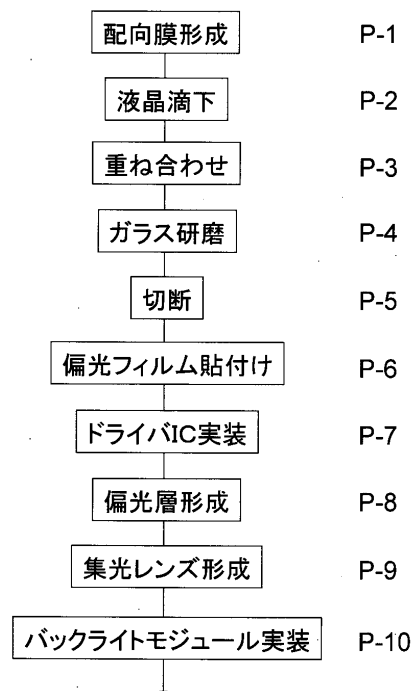 配向膜形成 P-1
液晶滴下 P-2
重ね合わせ P-3
ガラス研磨 P-4
切断 P-5
偏光フィルム貼付け P-6
ドライバIC実装 P-7
偏光層形成 P-8
集光レンズ形成 P-9
バックライトモジュール実装 P-10